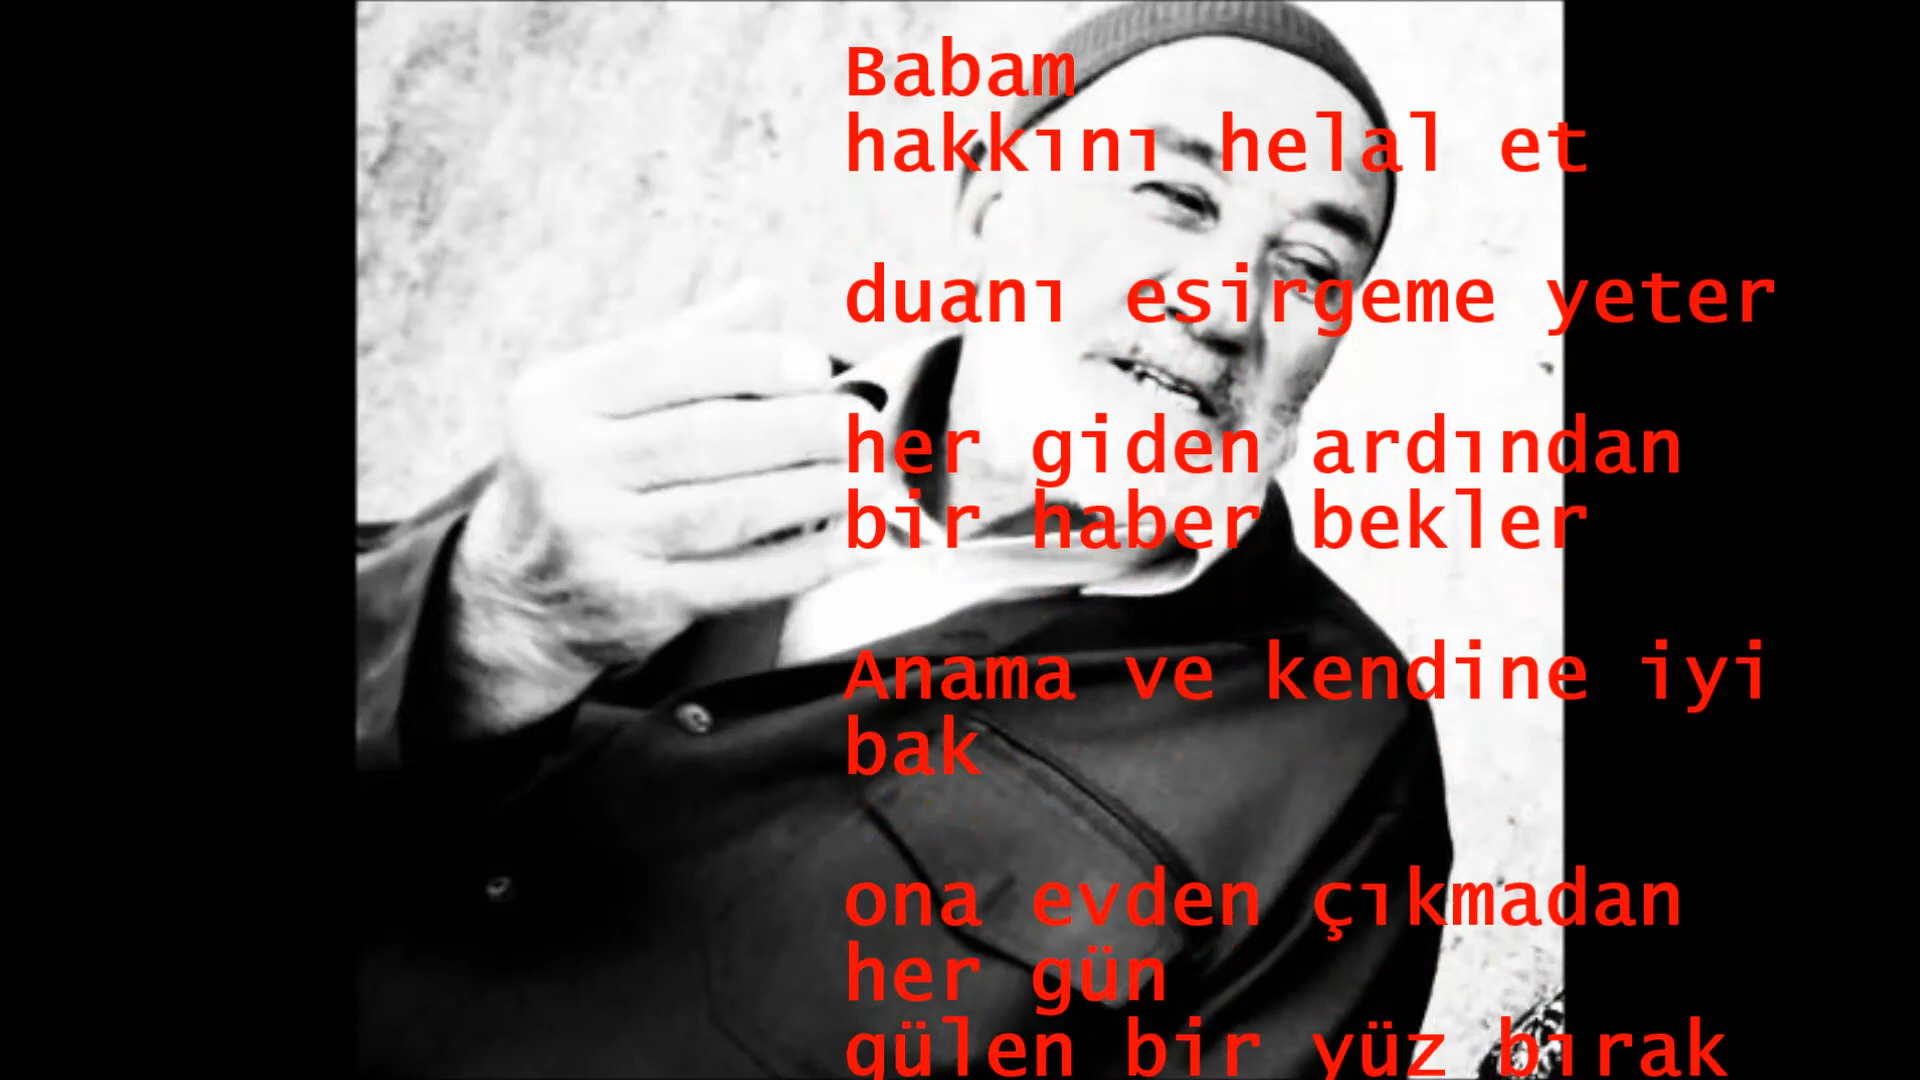 Babam
hakkını helal et
duanı esirgeme yeter
her giden ardından
bir haber bekler
Anama ve kendine iyi
bak
ona evden çıkmadan
her gün
gülen bir yüz bırak